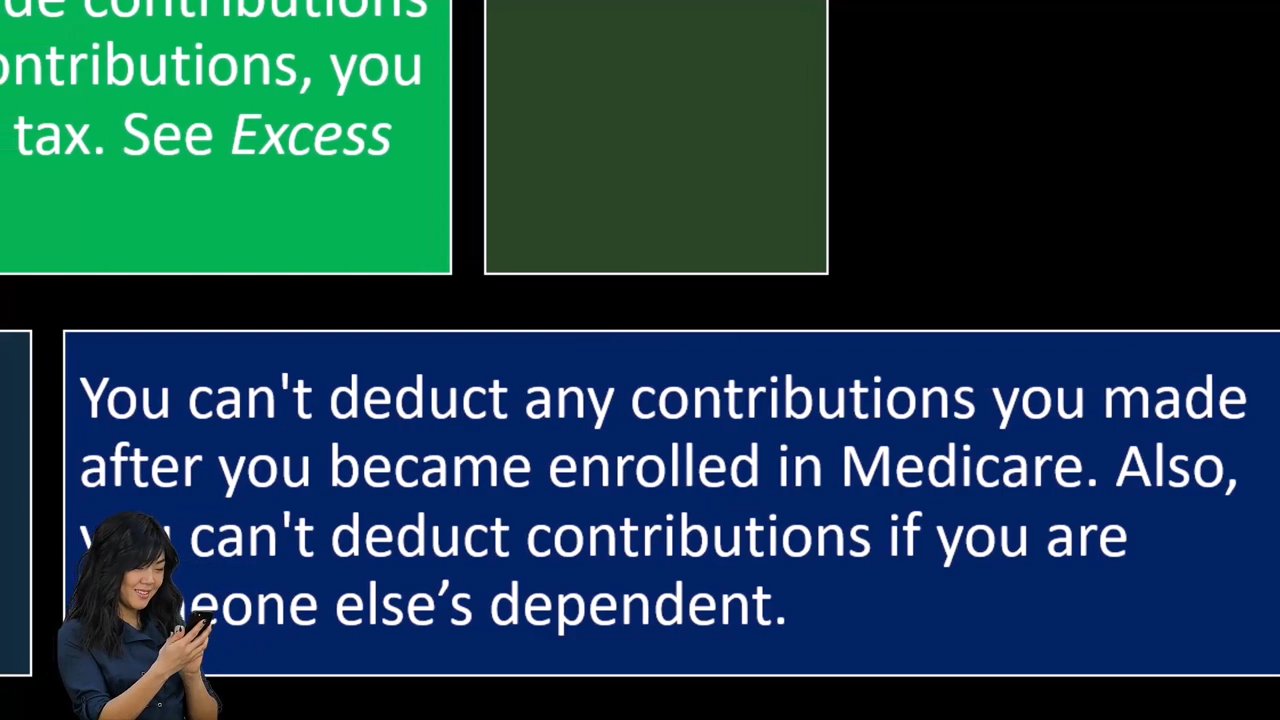 contributions
ontributions, you
tax. See Excess
You can't deduct any contributions you made
after you became enrolled in Medicare. Also,
can't deduct contributions if you are
else’s dependent.